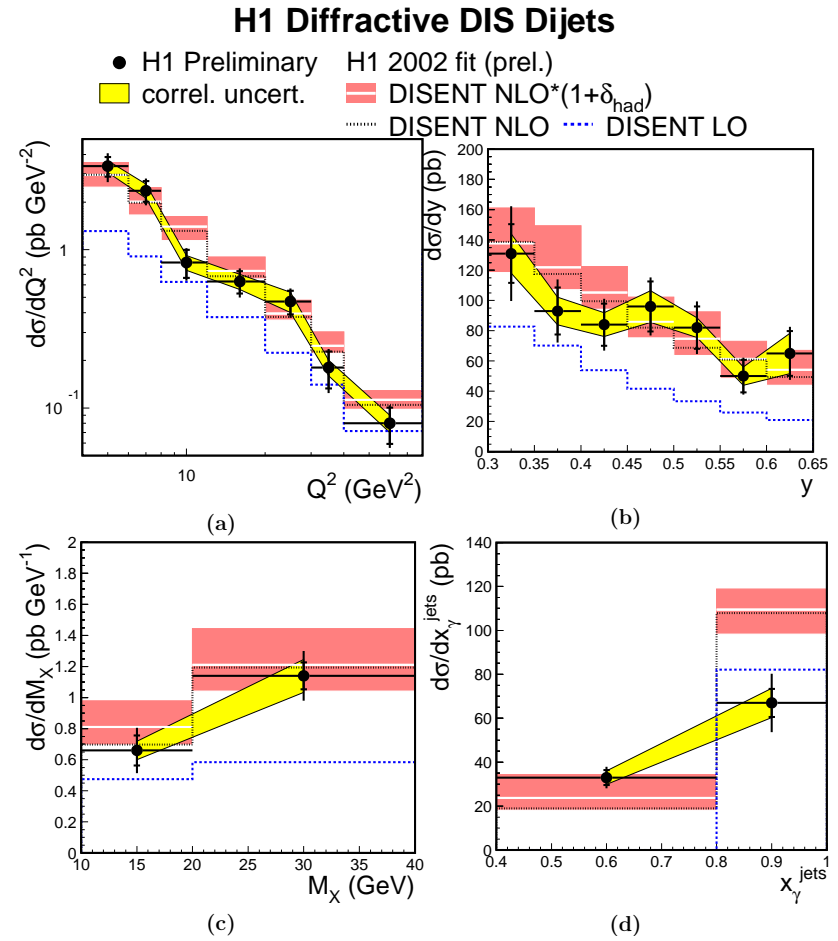 H1 Diffractive DIS Dijets
H1 Preliminary H1 2002 fit (prel.)
correl. uncert. DISENT NLO*(1+δhad)
DISENT NLO DISENT LO
dσ/dQ² (pb GeV⁻²)
1
10⁻¹
10
Q² (GeV²)
(a)
dσ/dy (pb)
200
180
160
140
120
100
80
60
40
20
0
0.3 0.35 0.4 0.45 0.5 0.55 0.6 0.65
y
(b)
dσ/dM_X (pb GeV⁻¹)
2
1.8
1.6
1.4
1.2
1
0.8
0.6
0.4
0.2
0
10 15 20 25 30 35 40
M_X (GeV)
(c)
dσ/dx_γ^jets (pb)
140
120
100
80
60
40
20
0
0.4 0.5 0.6 0.7 0.8 0.9 1
x_γ^jets
(d)